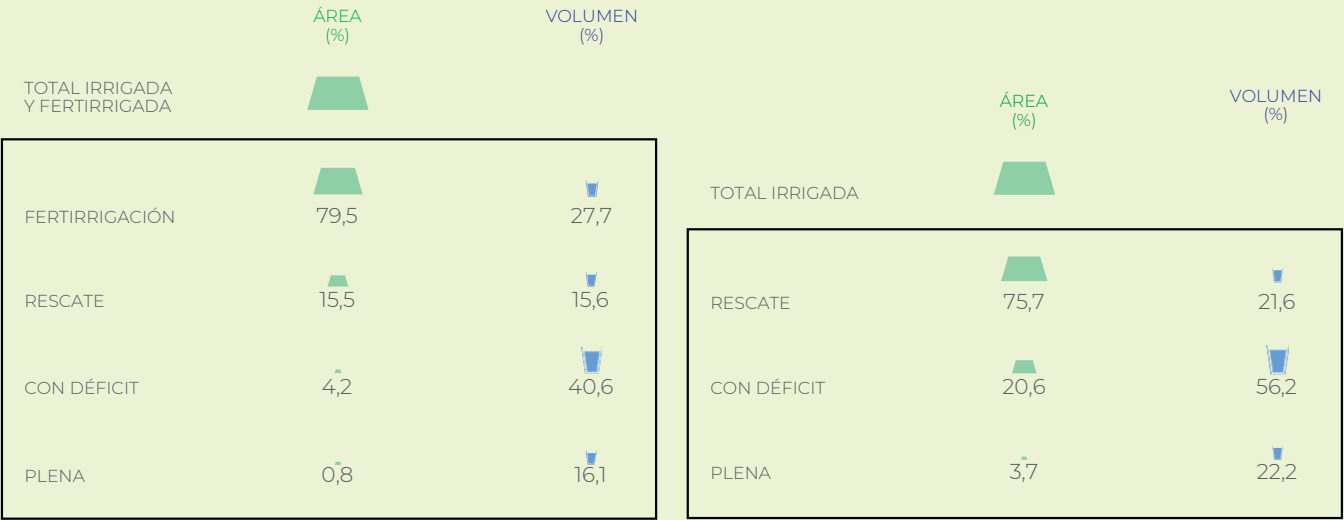 ÁREA
(%)
VOLUMEN
(%)
TOTAL IRRIGADA
Y FERTIRRIGADA
FERTIRRIGACIÓN 79,5 27,7
RESCATE 15,5 15,6
CON DÉFICIT 4,2 40,6
PLENA 0,8 16,1
ÁREA
(%)
VOLUMEN
(%)
TOTAL IRRIGADA
RESCATE 75,7 21,6
CON DÉFICIT 20,6 56,2
PLENA 3,7 22,2